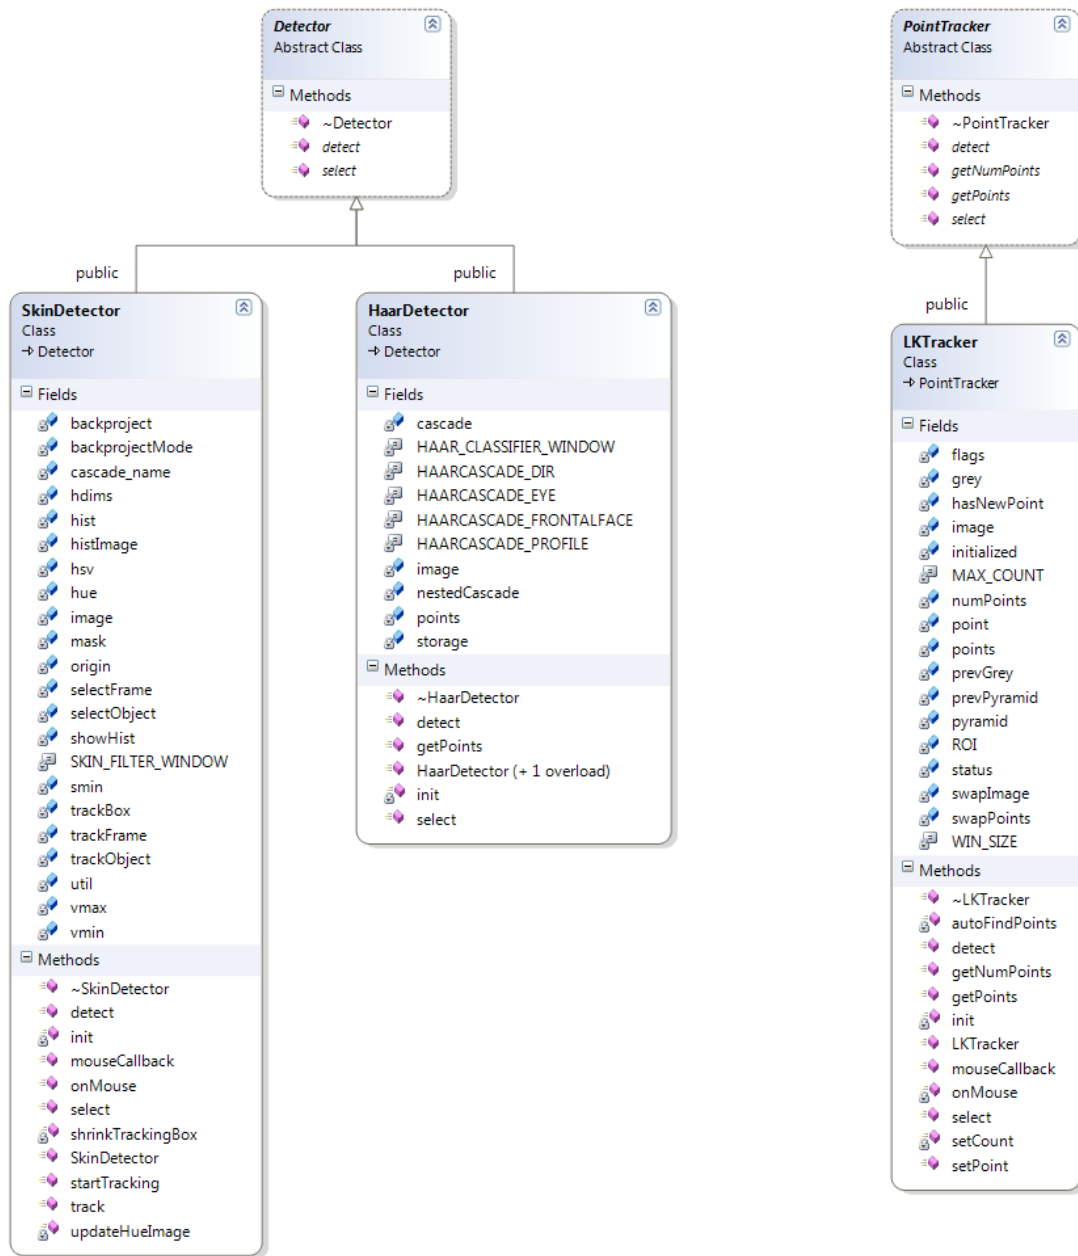 Detector
Abstract Class
Methods
~Detector
detect
select
PointTracker
Abstract Class
Methods
~PointTracker
detect
getNumPoints
getPoints
select
public
public
public
SkinDetector
Class
Detector
Fields
backproject
backprojectMode
cascade_name
hdims
hist
histImage
hsv
hue
image
mask
origin
selectFrame
selectObject
showHist
SKIN_FILTER_WINDOW
smin
trackBox
trackFrame
trackObject
util
vmax
vmin
Methods
~SkinDetector
detect
init
mouseCallback
onMouse
select
shrinkTrackingBox
SkinDetector
startTracking
track
updateHueImage
HaarDetector
Class
Detector
Fields
cascade
HAAR_CLASSIFIER_WINDOW
HAARCASCADE_DIR
HAARCASCADE_EYE
HAARCASCADE_FRONTALFACE
HAARCASCADE_PROFILE
image
nestedCascade
points
storage
Methods
~HaarDetector
detect
getPoints
HaarDetector (+ 1 overload)
init
select
LKTracker
Class
PointTracker
Fields
flags
grey
hasNewPoint
image
initialized
MAX_COUNT
numPoints
point
points
prevGrey
prevPyramid
pyramid
ROI
status
swapImage
swapPoints
WIN_SIZE
Methods
~LKTracker
autoFindPoints
detect
getNumPoints
getPoints
init
LKTracker
mouseCallback
onMouse
select
setCount
setPoint